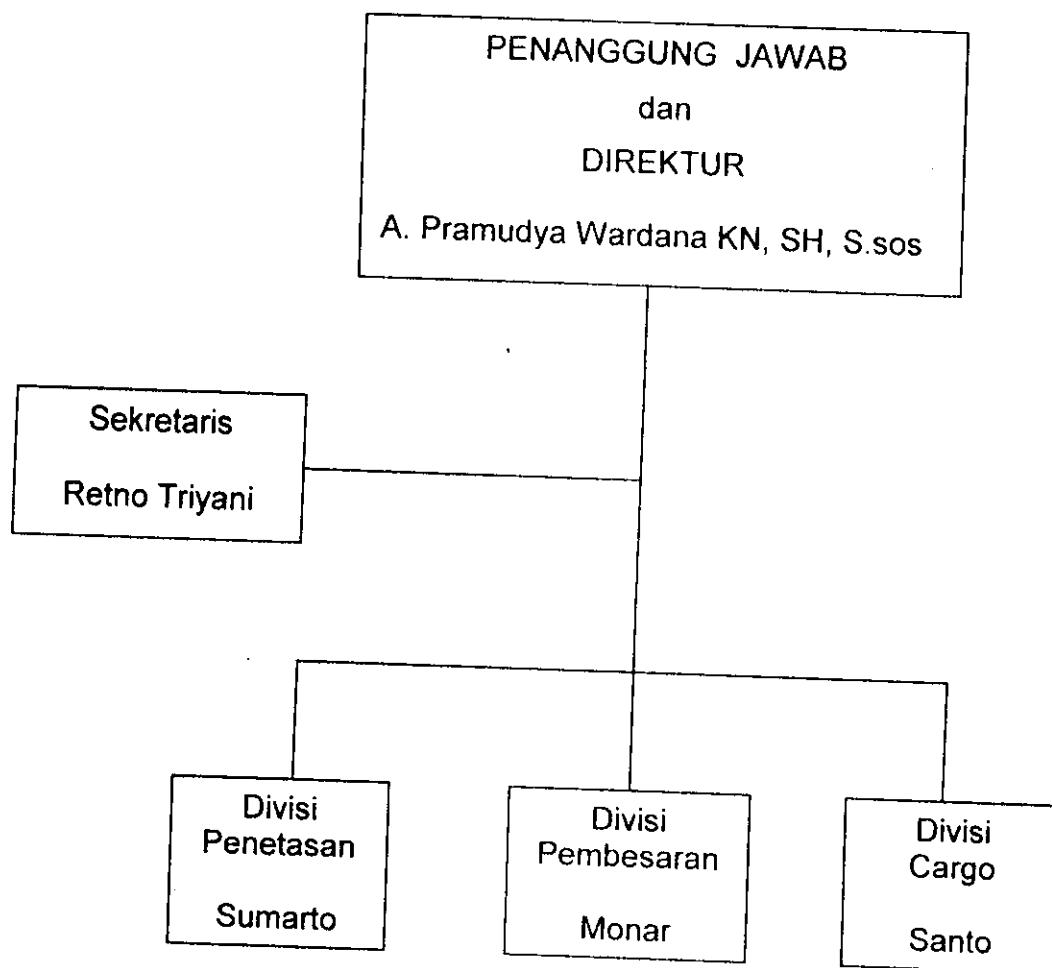 PENANGGUNG JAWAB
dan
DIREKTUR
A. Pramudya Wardana KN, SH, S.sos
Sekretaris
Retno Triyani
Divisi
Penetasan
Sumarto
Divisi
Pembesaran
Monar
Divisi
Cargo
Santo